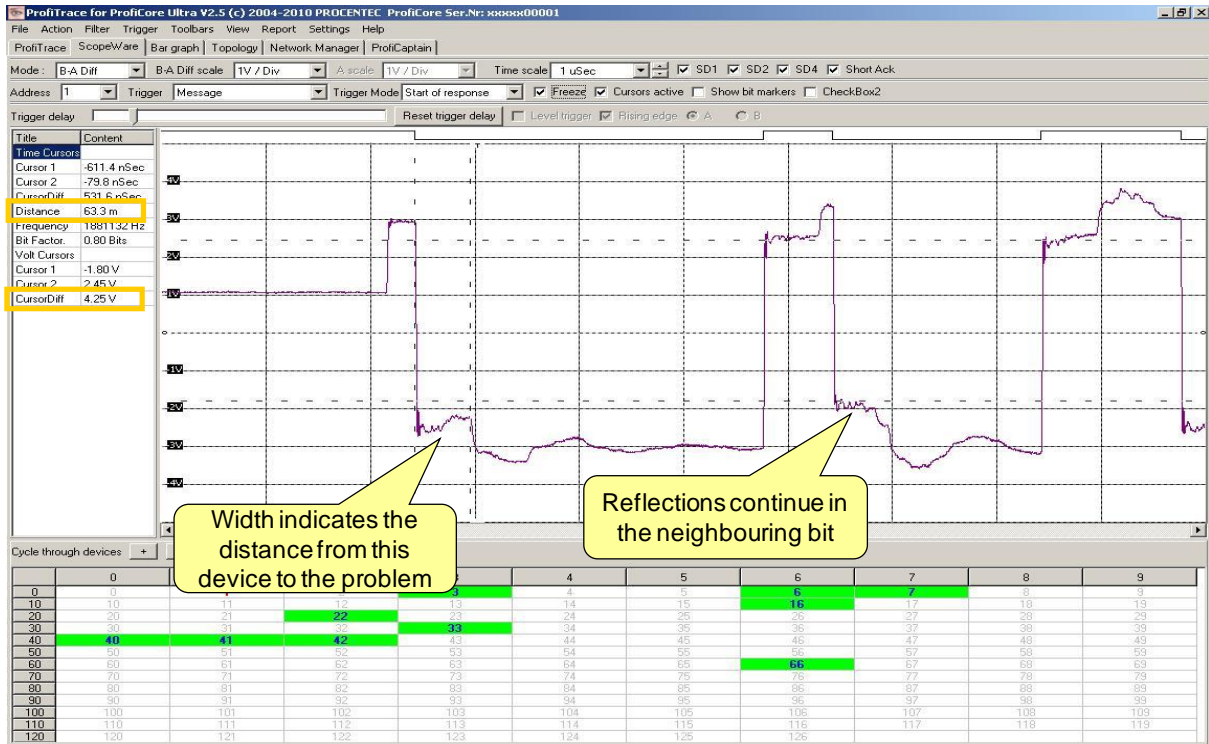 ProfiTrace for ProfiCore Ultra V2.5 (c) 2004-2010 PROCENTEC ProfiCore Ser.Nr: xxxxx00001
File Action Filter Trigger Toolbars View Report Settings Help
ProfiTrace ScopeWare Bar graph Topology Network Manager ProfiCaptain
Mode : B-A Diff B-A Diff scale 1V / Div A scale 1V / Div Time scale 1 uSec SD1 SD2 SD4 Short Ack
Address 1 Trigger Message Trigger Mode Start of response Freeze Cursors active Show bit markers CheckBox2
Trigger delay Reset trigger delay Level trigger Rising edge A B
Title Content
Time Cursors
Cursor 1 -611.4 nSec
Cursor 2 -79.8 nSec
CursorDiff 531.6 nSec
Distance 63.3 m
Frequency 1881132 Hz
Bit Factor. 0.80 Bits
Volt Cursors
Cursor 1 -1.80 V
Cursor 2 2.45 V
CursorDiff 4.25 V
4V
3V
2V
1V
0
0
-1V
-2V
-3V
-4V
Width indicates the
distance from this
device to the problem
Reflections continue in
the neighbouring bit
Cycle through devices +
0 3 4 5 6 7 8 9
0 0 3 4 5 6 7 8 9
10 10 11 12 13 14 15 16 17 18 19
20 20 21 22 23 24 25 26 27 28 29
30 30 31 32 33 34 35 36 37 38 39
40 40 41 42 43 44 45 46 47 48 49
50 50 51 52 53 54 55 56 57 58 59
60 60 61 62 63 64 65 66 67 68 69
70 70 71 72 73 74 75 76 77 78 79
80 80 81 82 83 84 85 86 87 88 89
90 90 91 92 93 94 95 96 97 98 99
100 100 101 102 103 104 105 106 107 108 109
110 110 111 112 113 114 115 116 117 118 119
120 120 121 122 123 124 125 126